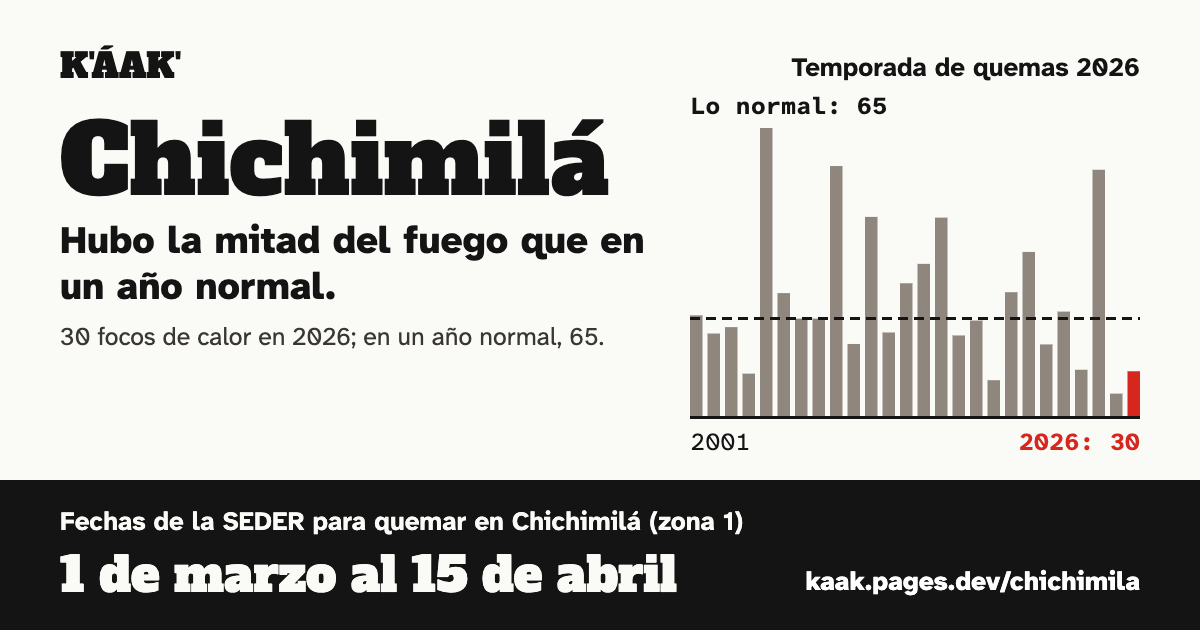 K'ÁAK'
Temporada de quemas 2026
Lo normal: 65
Chichimilá
Hubo la mitad del fuego que en
un año normal.
30 focos de calor en 2026; en un año normal, 65.
2001
2026: 30
Fechas de la SEDER para quemar en Chichimilá (zona 1)
1 de marzo al 15 de abril
kaak.pages.dev/chichimila